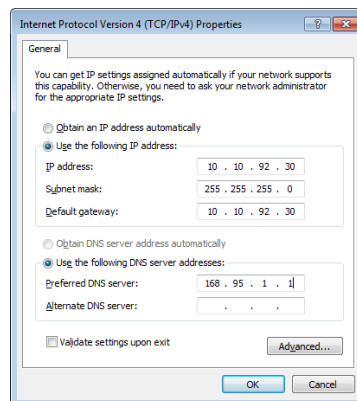 Internet Protocol Version 4 (TCP/IPv4) Properties
General
You can get IP settings assigned automatically if your network supports
this capability. Otherwise, you need to ask your network administrator
for the appropriate IP settings.
Obtain an IP address automatically
Use the following IP address:
IP address: 10 . 10 . 92 . 30
Subnet mask: 255 . 255 . 255 . 0
Default gateway: 10 . 10 . 92 . 30
Obtain DNS server address automatically
Use the following DNS server addresses:
Preferred DNS server: 168 . 95 . 1 . 1
Alternate DNS server: . . .
Validate settings upon exit
Advanced...
OK Cancel